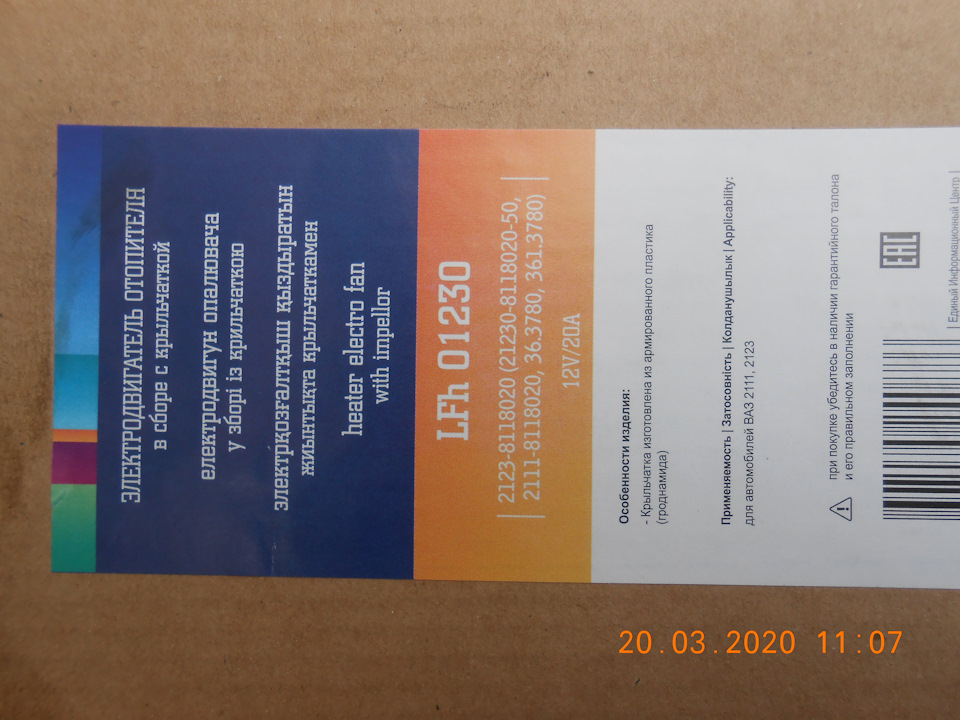 ЭЛЕКТРОДВИГАТЕЛЬ ОТОПИТЕЛЯ
в сборе с крыльчаткой
електродвигун опалювача
у зборі із крильчаткою
электрқозғалтқыш қыздыратын
жиынтықта крыльчаткамен
heater electro fan
with impellor
LFh 01230
2123-8118020 (21230-8118020-50,
2111-8118020, 36.3780, 361.3780)
12V/20A
Особенности изделия:
- Крыльчатка изготовлена из армированного пластика
(гроднамида)
Применяемость | Затосовність | Колданушылык | Applicability:
для автомобилей ВАЗ 2111, 2123
при покупке убедитесь в наличии гарантийного талона
и его правильном заполнении
EAC
| Единый Информационный Центр |
20.03.2020 11:07